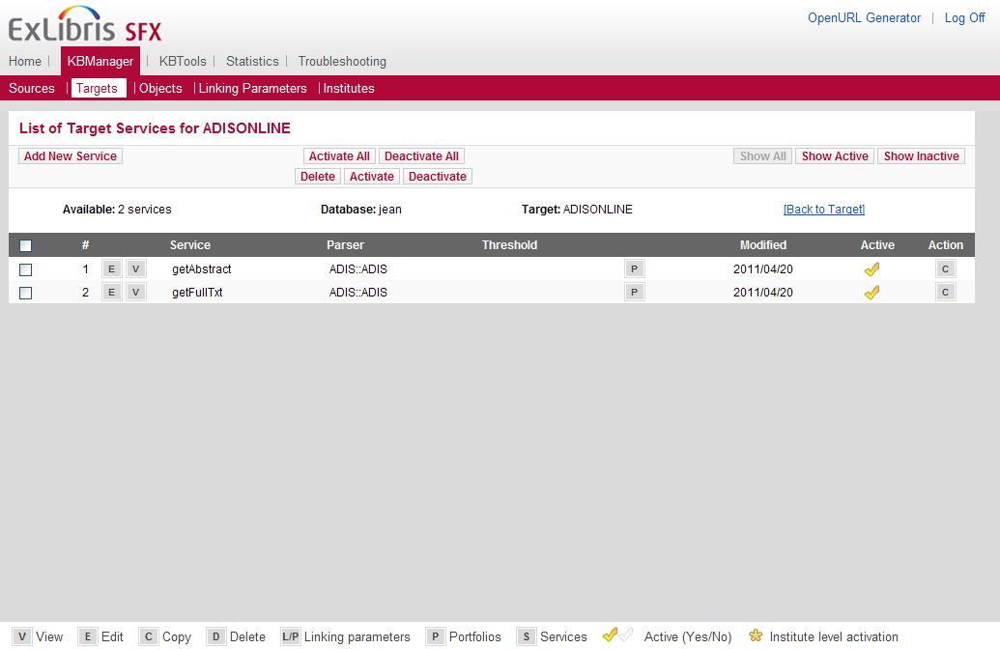 ExLibris SFX
OpenURL Generator | Log Off
Home | KBManager | KBTools | Statistics | Troubleshooting
Sources | Targets | Objects | Linking Parameters | Institutes
List of Target Services for ADISONLINE
Add New Service Activate All Deactivate All Show All Show Active Show Inactive
Delete Activate Deactivate
Available: 2 services Database: jean Target: ADISONLINE [Back to Target]
# Service Parser Threshold Modified Active Action
1 E V getAbstract ADIS::ADIS P 2011/04/20 C
2 E V getFullTxt ADIS::ADIS P 2011/04/20 C
V View E Edit C Copy D Delete L/P Linking parameters P Portfolios S Services Active (Yes/No) Institute level activation